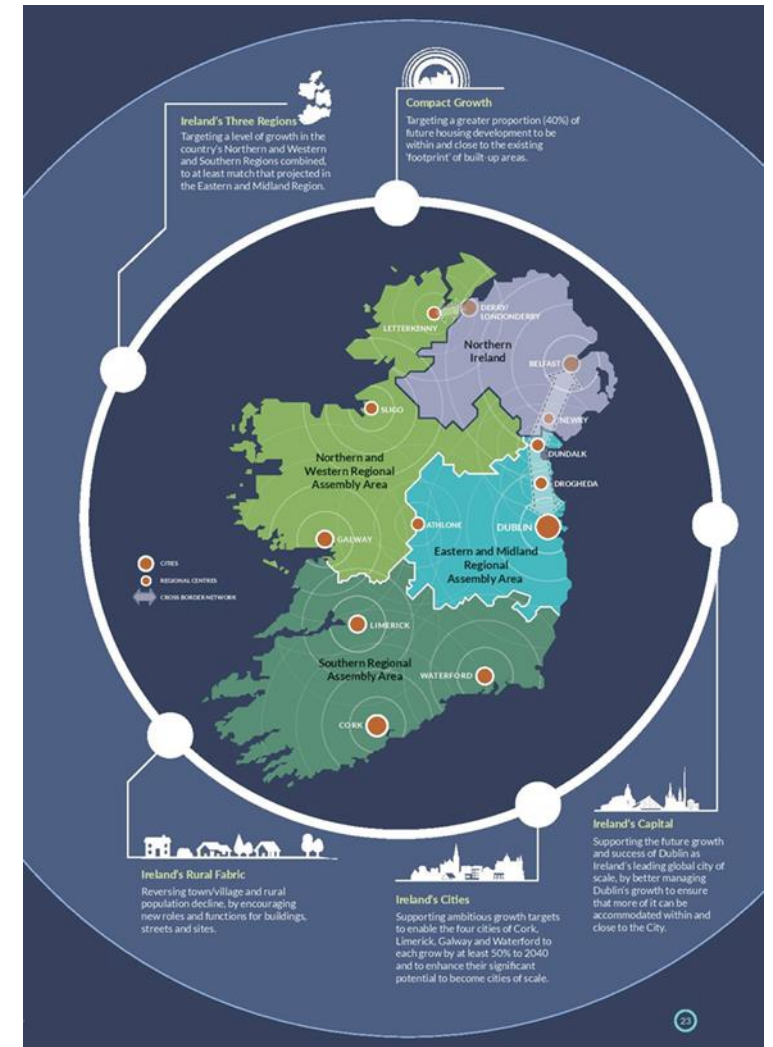 Ireland's Three Regions
Targeting a level of growth in the
country's Northern and Western
and Southern Regions combined,
to at least match that projected in
the Eastern and Midland Region.
Compact Growth
Targeting a greater proportion (40%) of
future housing development to be
within and close to the existing
'footprint' of built-up areas.
DERRY/
LONDONDERRY
LETTERKENNY
Northern
Ireland
BELFAST
SLIGO
NEWRY
DUNDALK
Northern and
Western Regional
Assembly Area
DROGHEDA
ATHLONE
DUBLIN
GALWAY
Eastern and Midland
Regional
Assembly Area
CITIES
REGIONAL CENTRES
CROSS BORDER NETWORK
LIMERICK
Southern Regional
Assembly Area
WATERFORD
CORK
Ireland's Rural Fabric
Reversing town/village and rural
population decline, by encouraging
new roles and functions for buildings,
streets and sites.
Ireland's Cities
Supporting ambitious growth targets
to enable the four cities of Cork,
Limerick, Galway and Waterford to
each grow by at least 50% to 2040
and to enhance their significant
potential to become cities of scale.
Ireland's Capital
Supporting the future growth
and success of Dublin as
Ireland's leading global city of
scale, by better managing
Dublin's growth to ensure
that more of it can be
accommodated within and
close to the City.
23